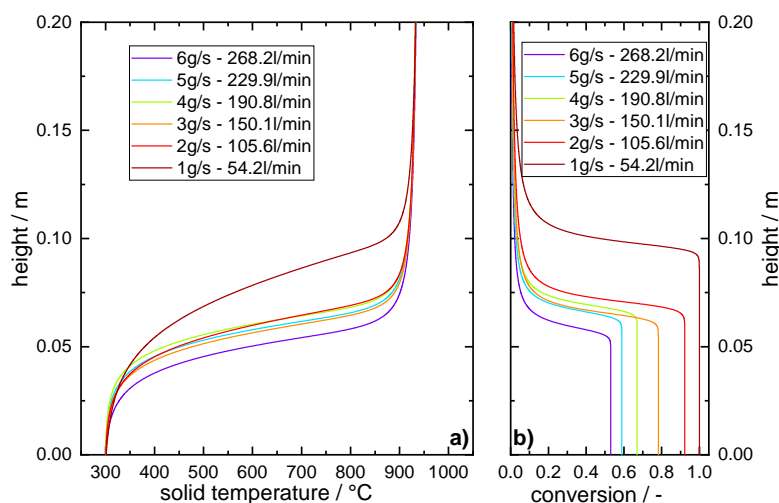 0.20
0.15
0.10
0.05
0.00
height / m
6g/s - 268.2l/min
5g/s - 229.9l/min
4g/s - 190.8l/min
3g/s - 150.1l/min
2g/s - 105.6l/min
1g/s - 54.2l/min
a)
300 400 500 600 700 800 900 1000
solid temperature / °C
6g/s - 268.2l/min
5g/s - 229.9l/min
4g/s - 190.8l/min
3g/s - 150.1l/min
2g/s - 105.6l/min
1g/s - 54.2l/min
b)
0.0 0.2 0.4 0.6 0.8 1.0
conversion / -
0.20
0.15
0.10
0.05
0.00
height / m